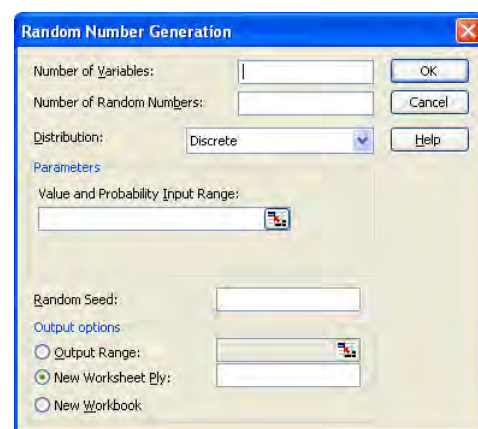 Random Number Generation
Number of Variables:
OK
Number of Random Numbers:
Cancel
Distribution:
Discrete
Help
Parameters
Value and Probability Input Range:
Random Seed:
Output options
Output Range:
New Worksheet Ply:
New Workbook